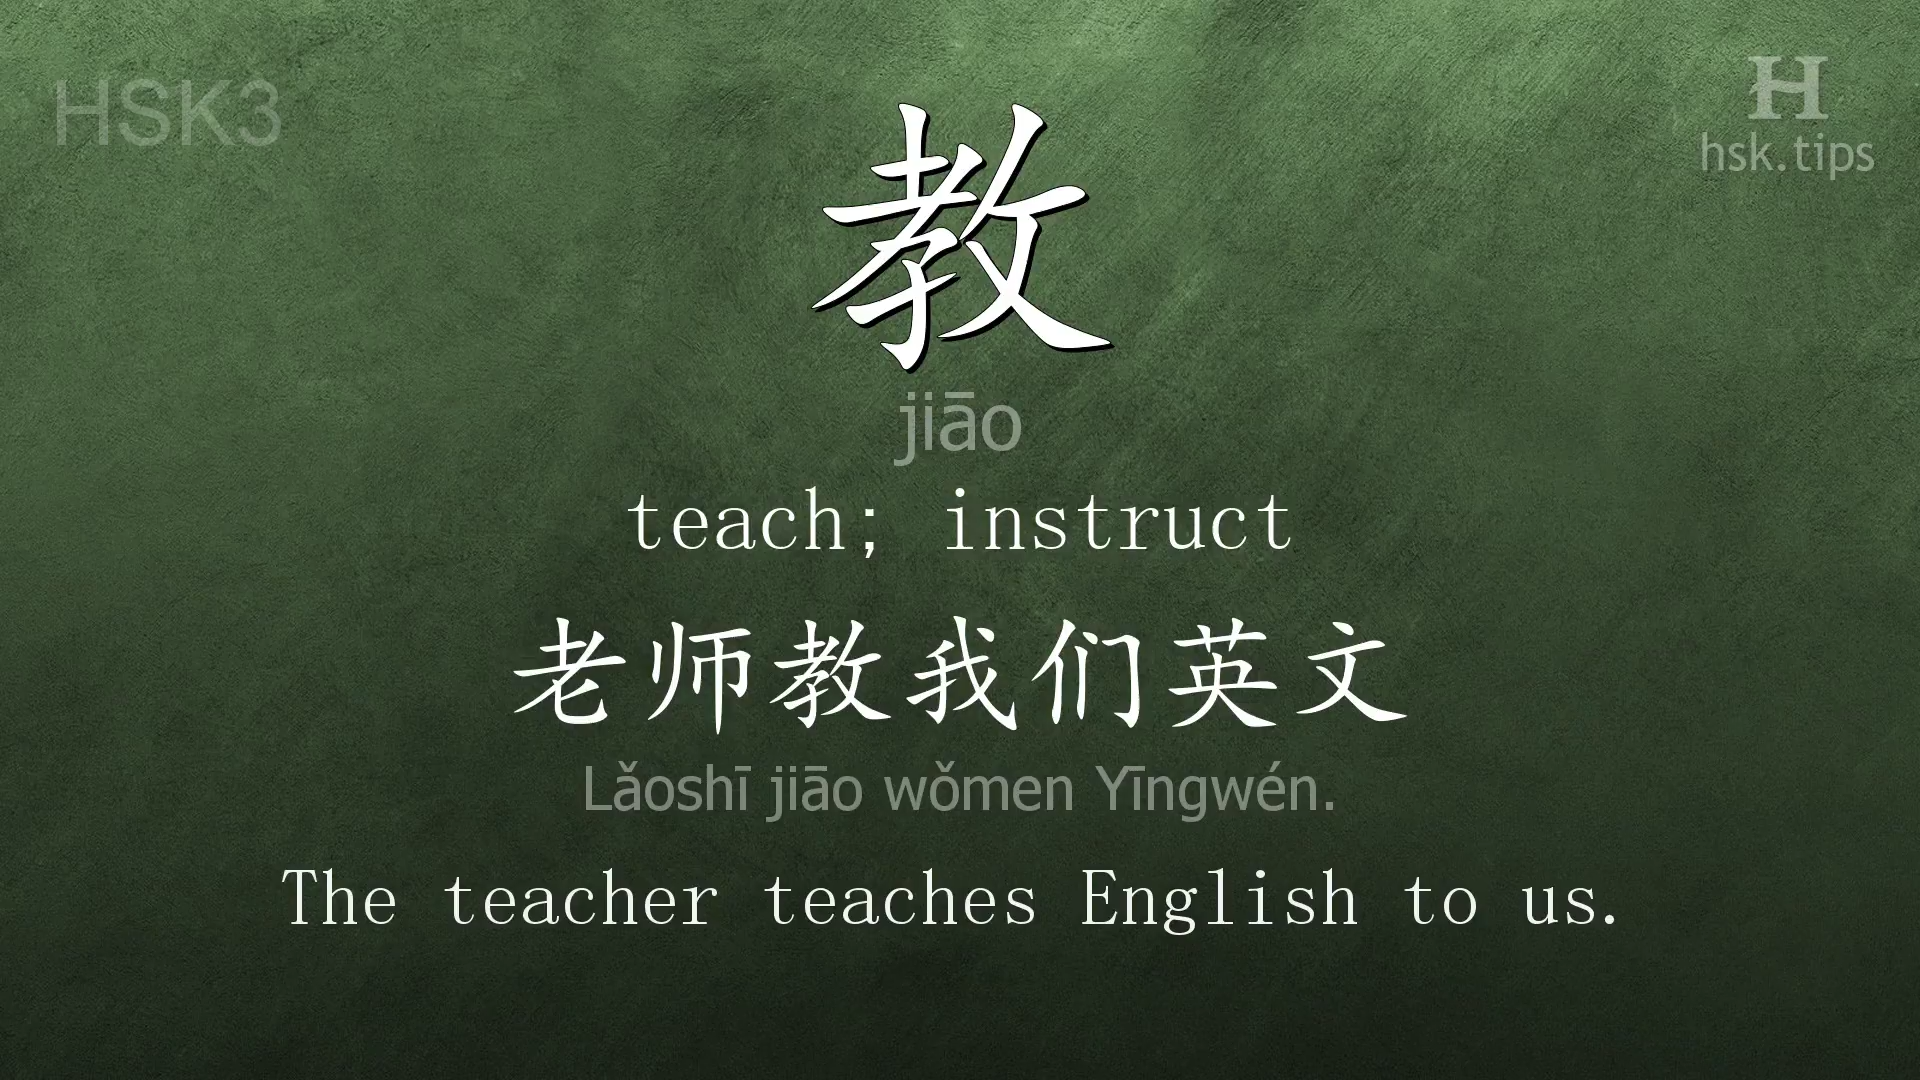 HSK3
H
hsk.tips
教
jiāo
teach; instruct
老师教我们英文
Lǎoshī jiāo wǒmen Yīngwén.
The teacher teaches English to us.